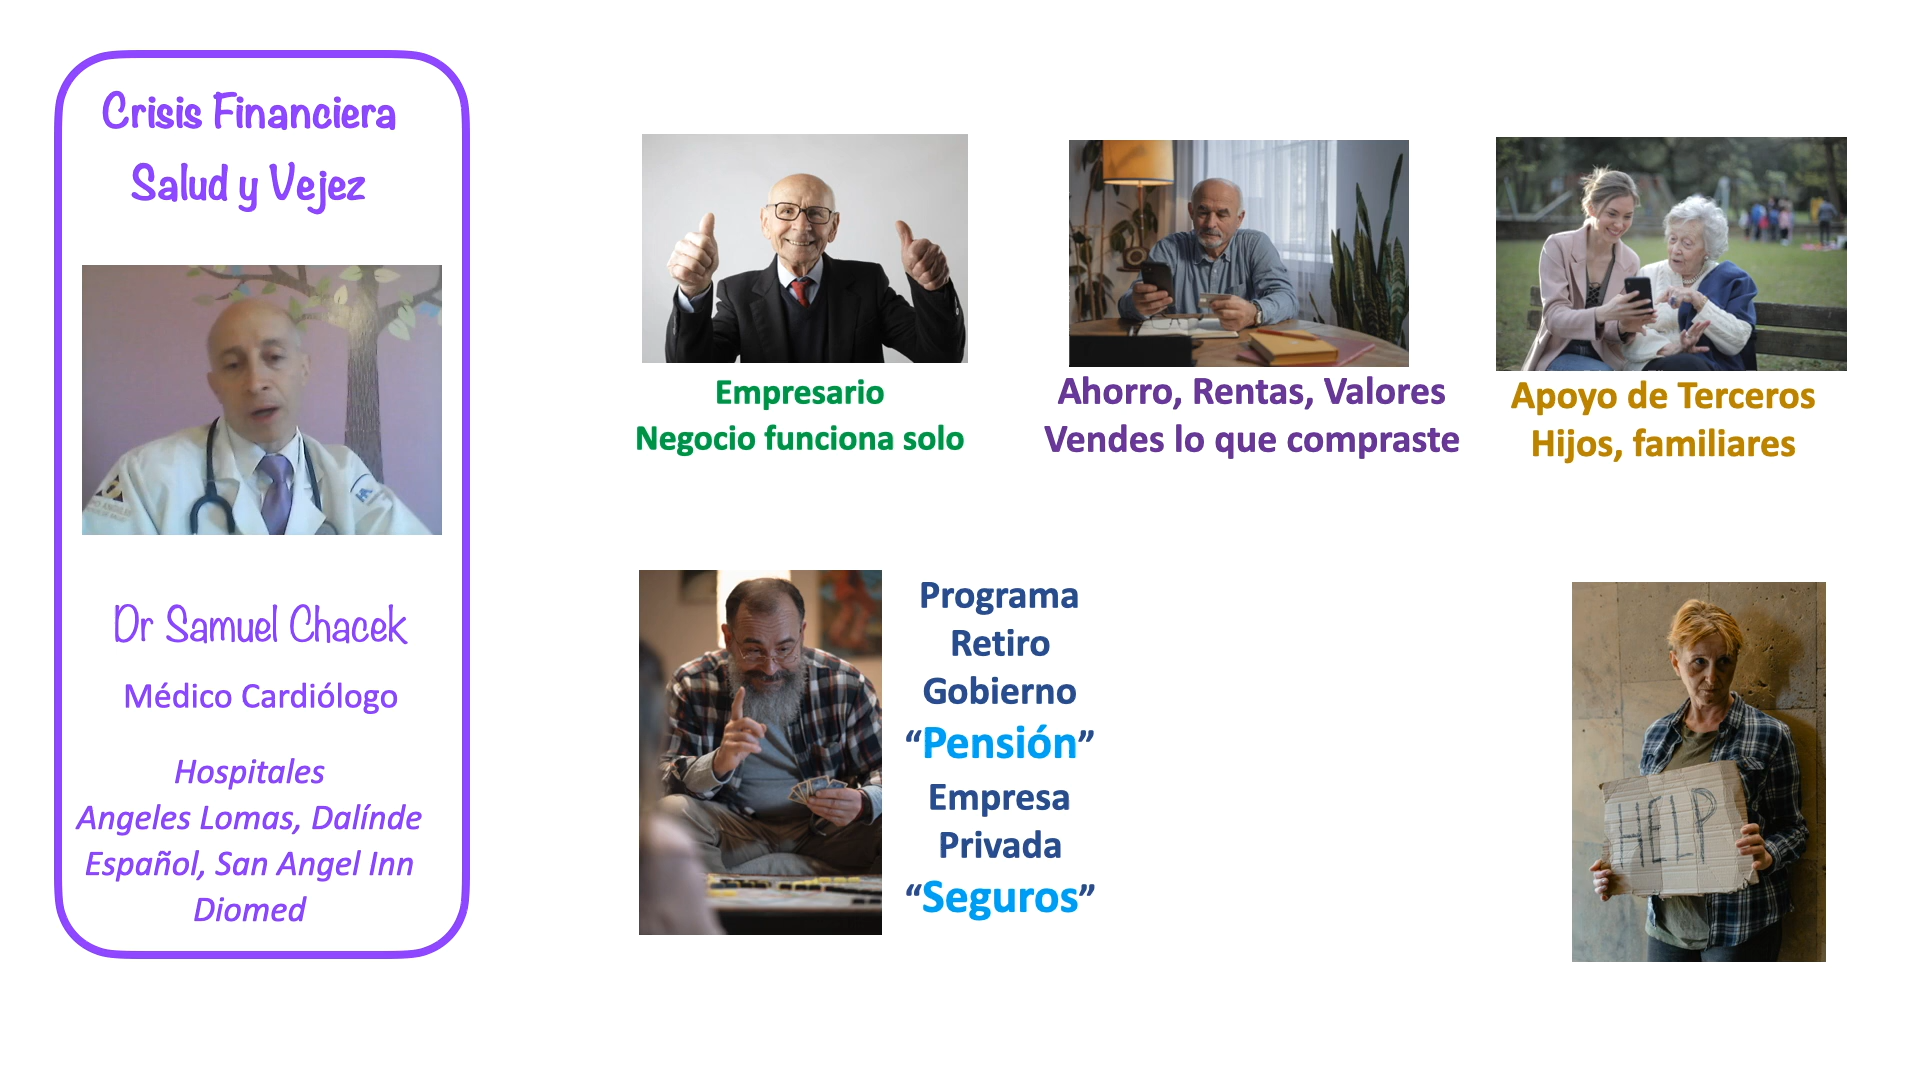 Crisis Financiera
Salud y Vejez
Dr Samuel Chacek
Médico Cardiólogo
Hospitales
Angeles Lomas, Dalínde
Español, San Angel Inn
Diomed
Empresario
Negocio funciona solo
Ahorro, Rentas, Valores
Vendes lo que compraste
Apoyo de Terceros
Hijos, familiares
Programa
Retiro
Gobierno
“Pensión”
Empresa
Privada
“Seguros”
HELP